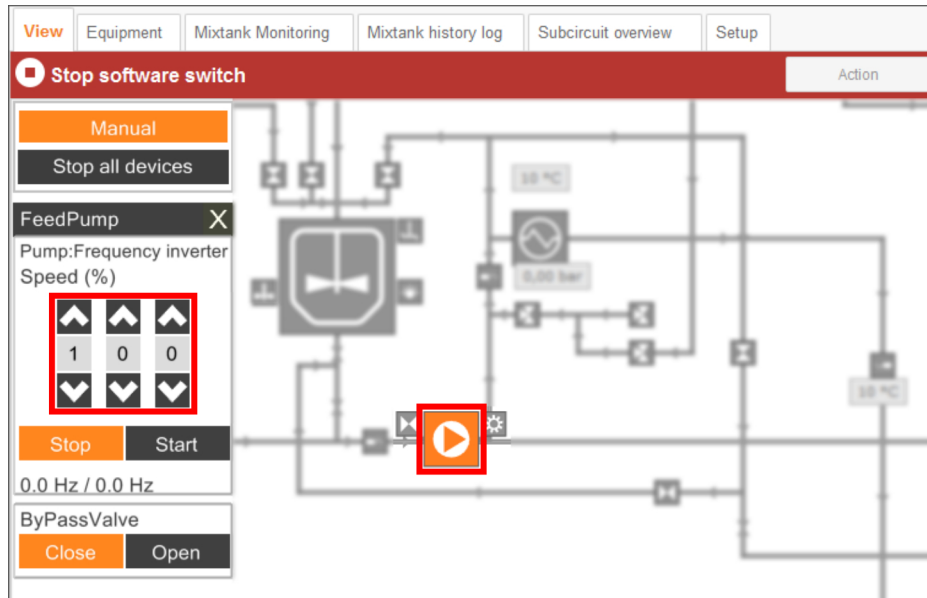 View Equipment Mixtank Monitoring Mixtank history log Subcircuit overview Setup
Stop software switch Action
Manual
Stop all devices
FeedPump X
Pump:Frequency inverter
Speed (%)
1 0 0
Stop Start
0.0 Hz / 0.0 Hz
ByPassValve
Close Open
10 °C
0,00 bar
10 °C